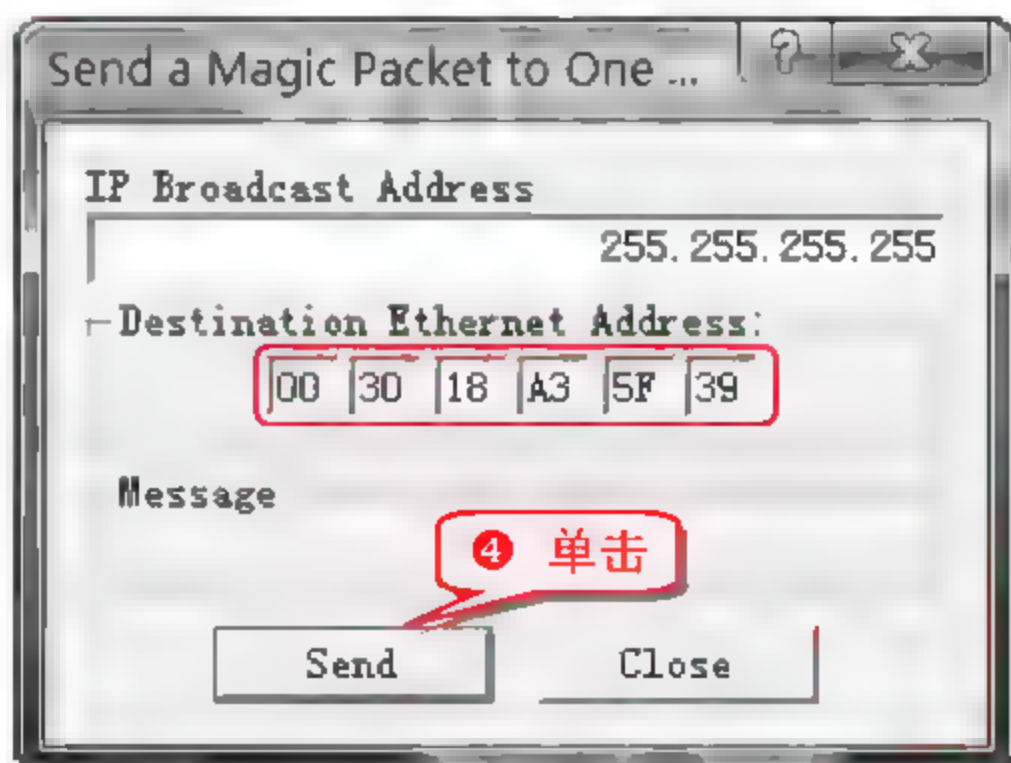 Send a Magic Packet to One ...
IP Broadcast Address
255.255.255.255
Destination Ethernet Address:
00 30 18 A3 5F 39
Message
❹ 单击
Send Close